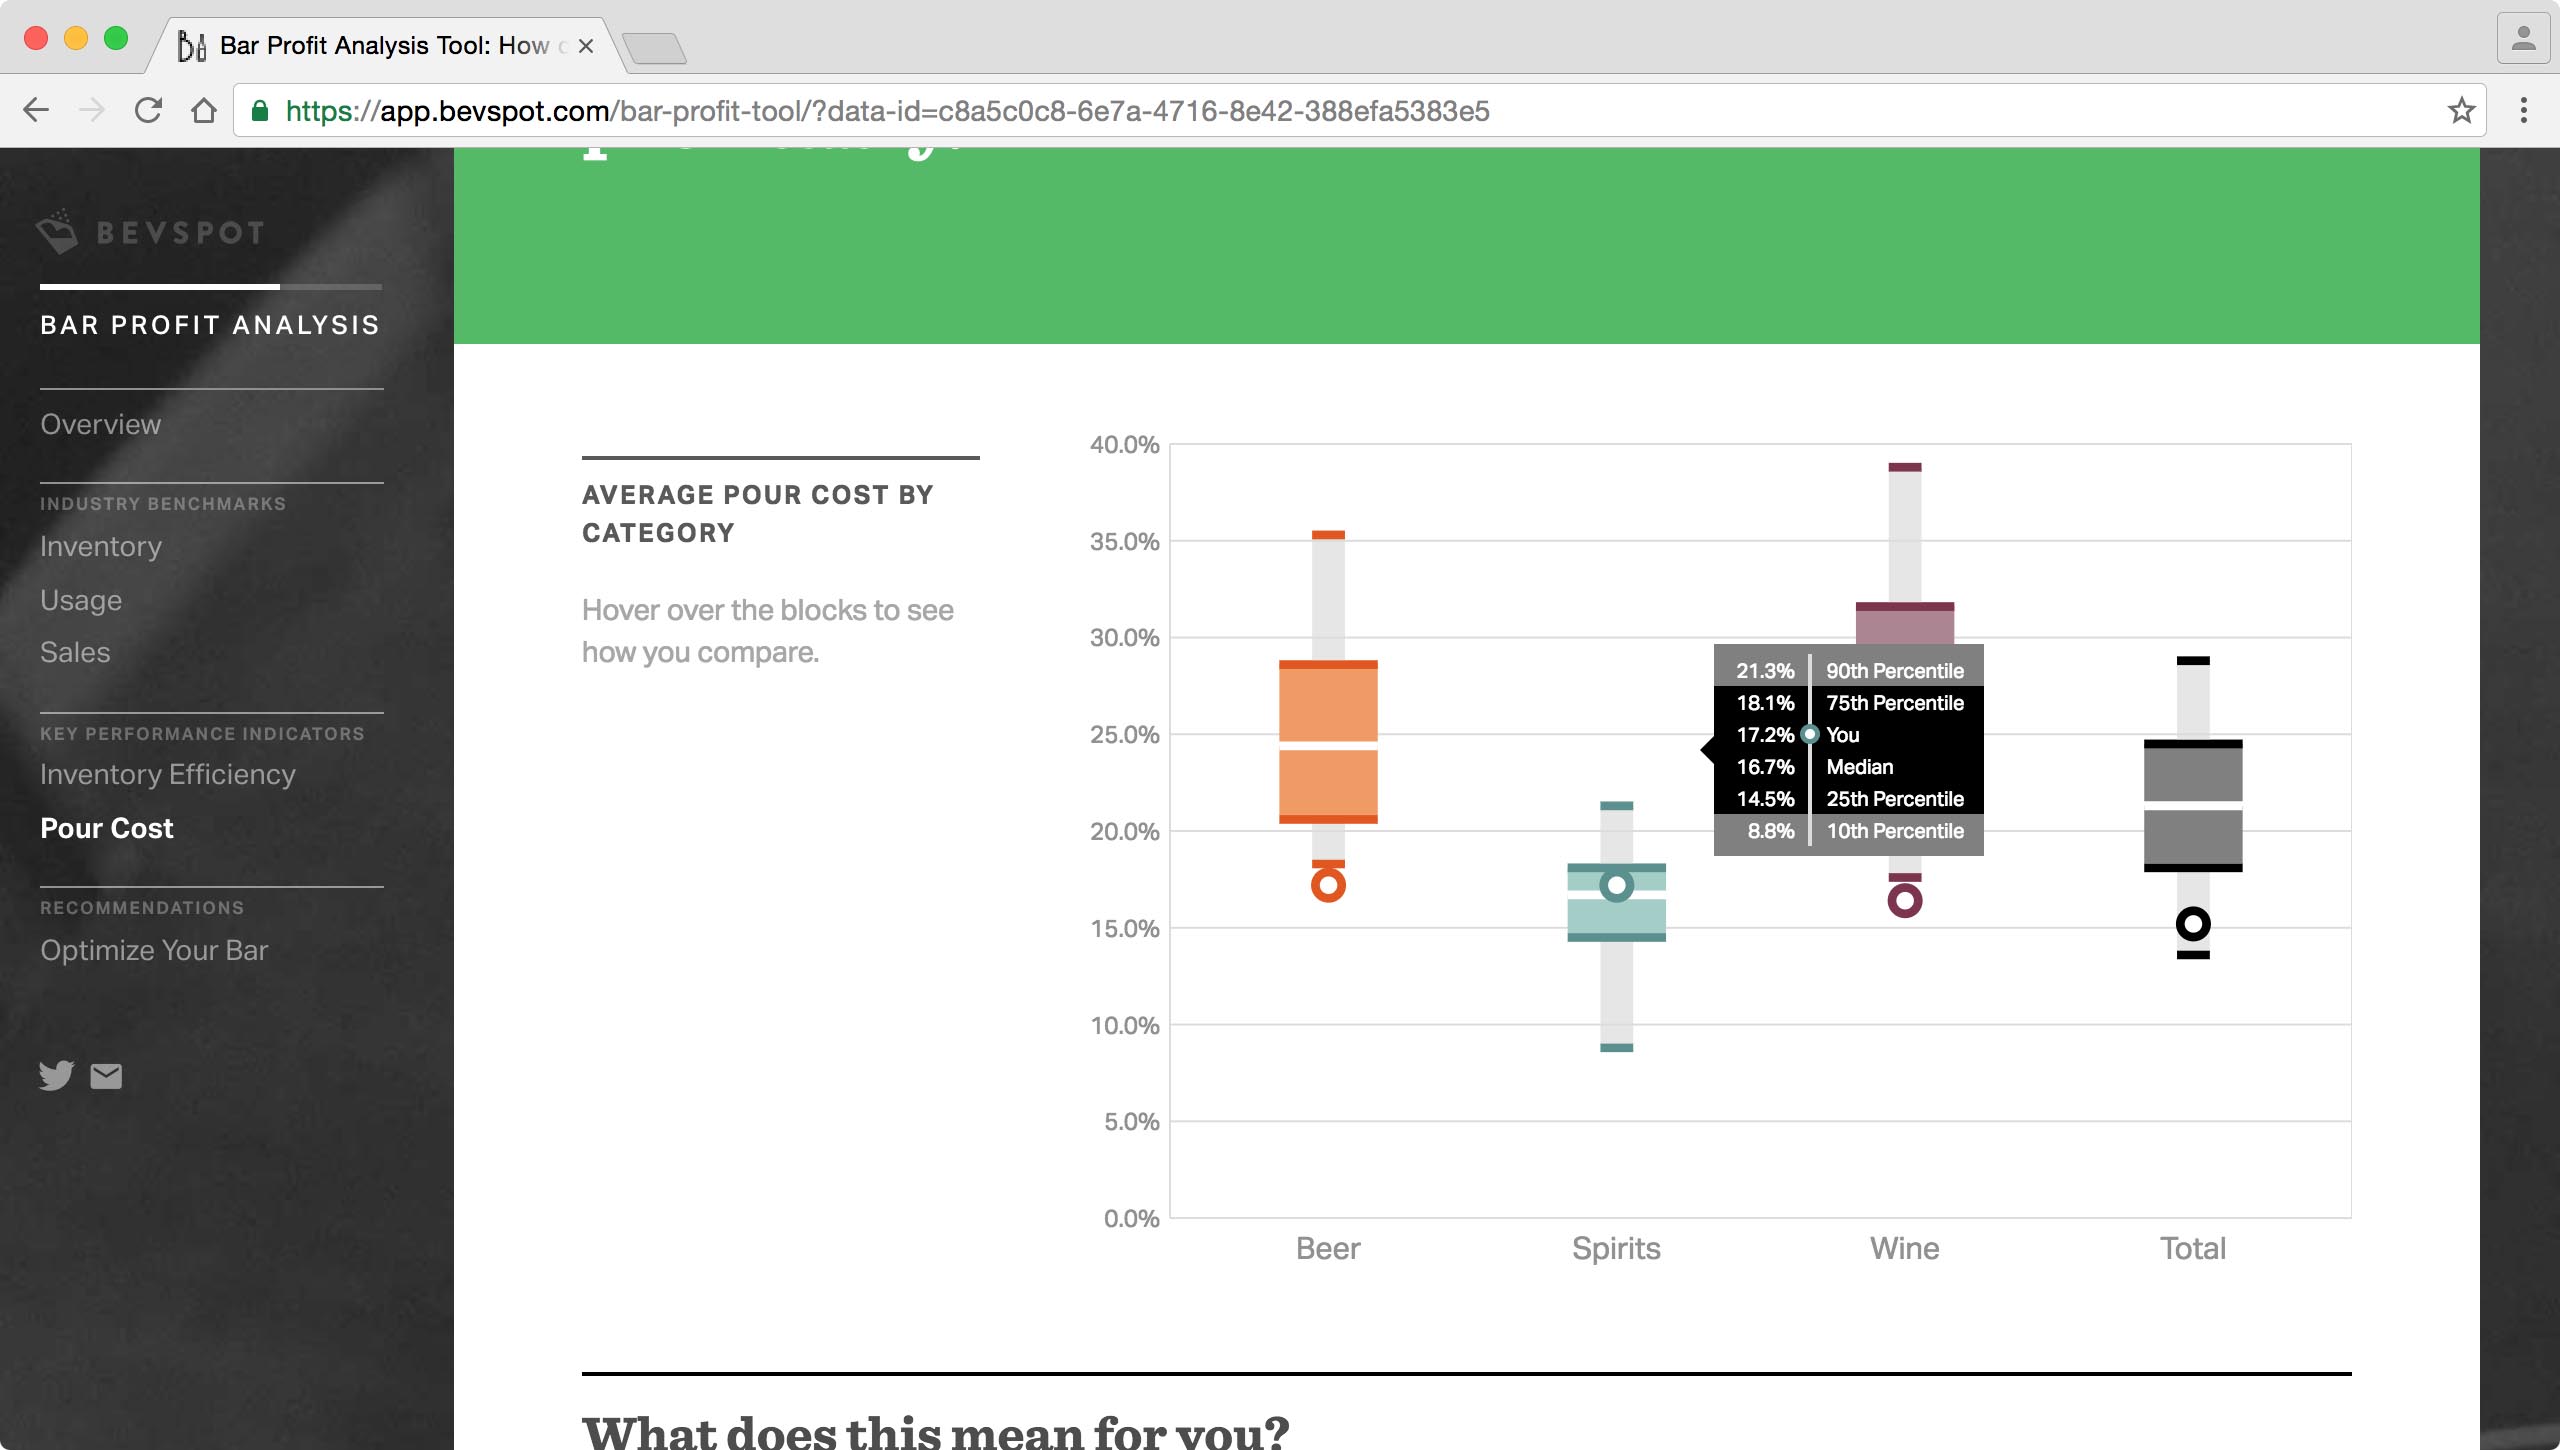 Bar Profit Analysis Tool: How
https://app.bevspot.com/bar-profit-tool/?data-id=c8a5c0c8-6e7a-4716-8e42-388efa5383e5
BEVSPOT
BAR PROFIT ANALYSIS
Overview
INDUSTRY BENCHMARKS
Inventory
Usage
Sales
KEY PERFORMANCE INDICATORS
Inventory Efficiency
Pour Cost
RECOMMENDATIONS
Optimize Your Bar
AVERAGE POUR COST BY
CATEGORY
Hover over the blocks to see
how you compare.
40.0%
35.0%
30.0%
25.0%
20.0%
15.0%
10.0%
5.0%
0.0%
21.3% 90th Percentile
18.1% 75th Percentile
17.2% You
16.7% Median
14.5% 25th Percentile
8.8% 10th Percentile
Beer Spirits Wine Total
What does this mean for you?